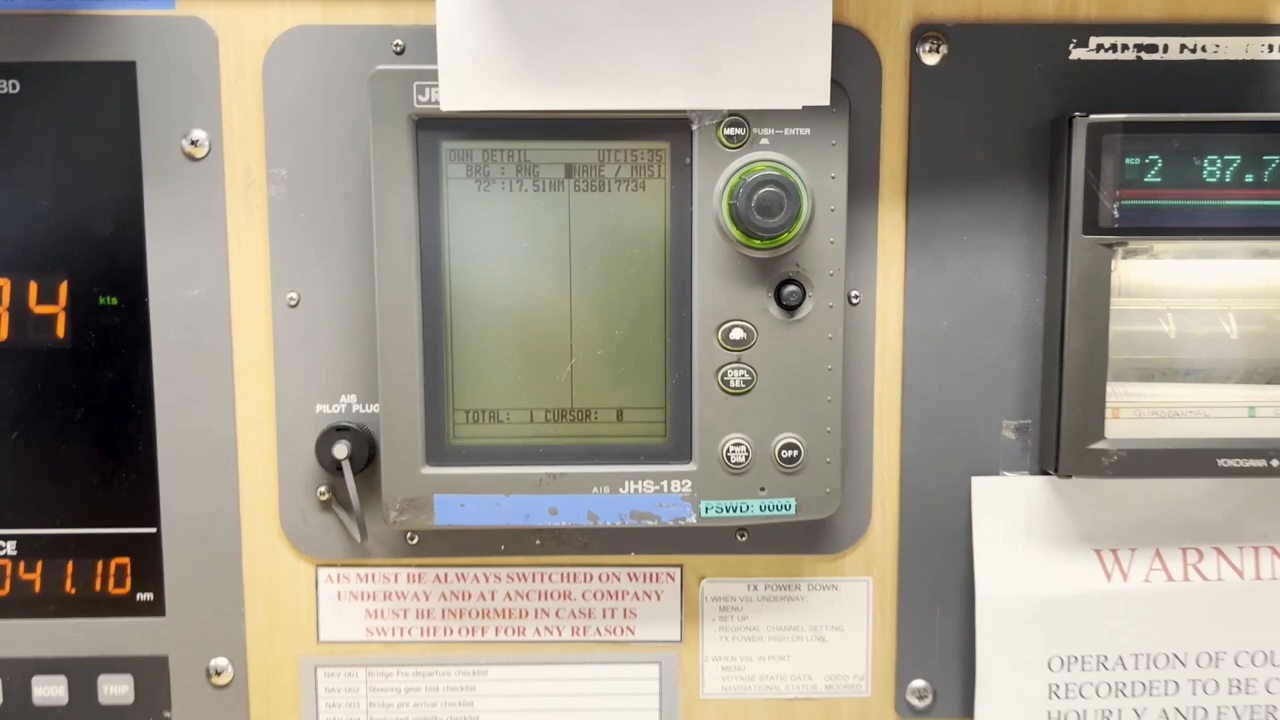 BD
kts
34
CE
041.10
nm
MODE
TRIP
JR
OWN DETAIL UTC15:35
BRG : RNG NAME / MMSI
72° :17.51NM 636017734
TOTAL: 1 CURSOR: 0
MENU
PUSH—ENTER
DSPL
SEL
PWR
DIM
OFF
AIS
PILOT PLUG
AIS JHS-182
PSWD: 0000
AIS MUST BE ALWAYS SWITCHED ON WHEN
UNDERWAY AND AT ANCHOR. COMPANY
MUST BE INFORMED IN CASE IT IS
SWITCHED OFF FOR ANY REASON
TX POWER DOWN:
1.WHEN VSL UNDERWAY:
- MENU
- SET UP
- REGIONAL CHANNEL SETTING
- TX POWER: HIGH OR LOW
2.WHEN VSL IN PORT
- MENU
- VOYAGE STATIC DATA
- NAVIGATIONAL STATUS: MOORED
NAV-001 Bridge Pre-departure checklist
NAV-002 Steering gear test checklist
NAV-003 Bridge pre arrival checklist
MMSI NO:
RCD 2 87.7
QUADRANTAL
YOKOGAWA
WARNIN
OPERATION OF COU
RECORDED TO BE C
HOURLY AND EVER